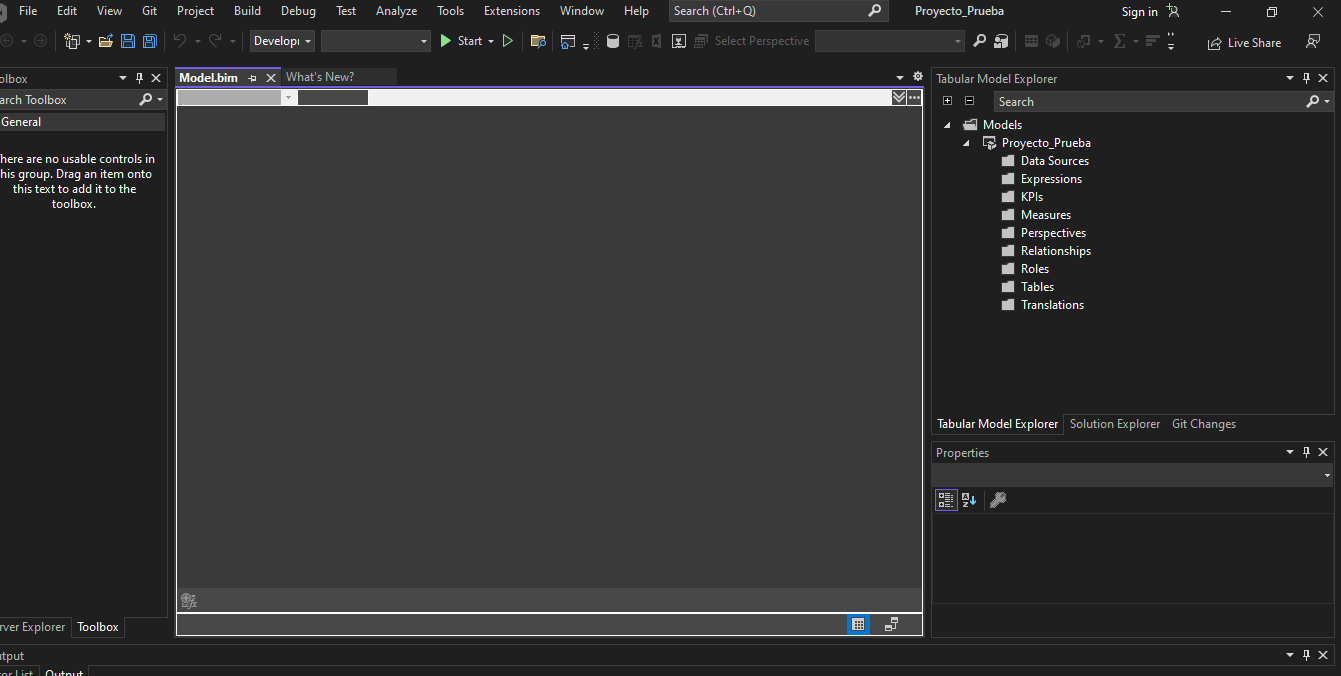 File Edit View Git Project Build Debug Test Analyze Tools Extensions Window Help Search (Ctrl+Q) Proyecto_Prueba Sign in
Developı Start Select Perspective Live Share
olbox
arch Toolbox
General
here are no usable controls in
his group. Drag an item onto
this text to add it to the
toolbox.
rver Explorer Toolbox
Model.bim What's New?
Tabular Model Explorer
Search
Models
Proyecto_Prueba
Data Sources
Expressions
KPIs
Measures
Perspectives
Relationships
Roles
Tables
Translations
Tabular Model Explorer Solution Explorer Git Changes
Properties
utput
or List Output